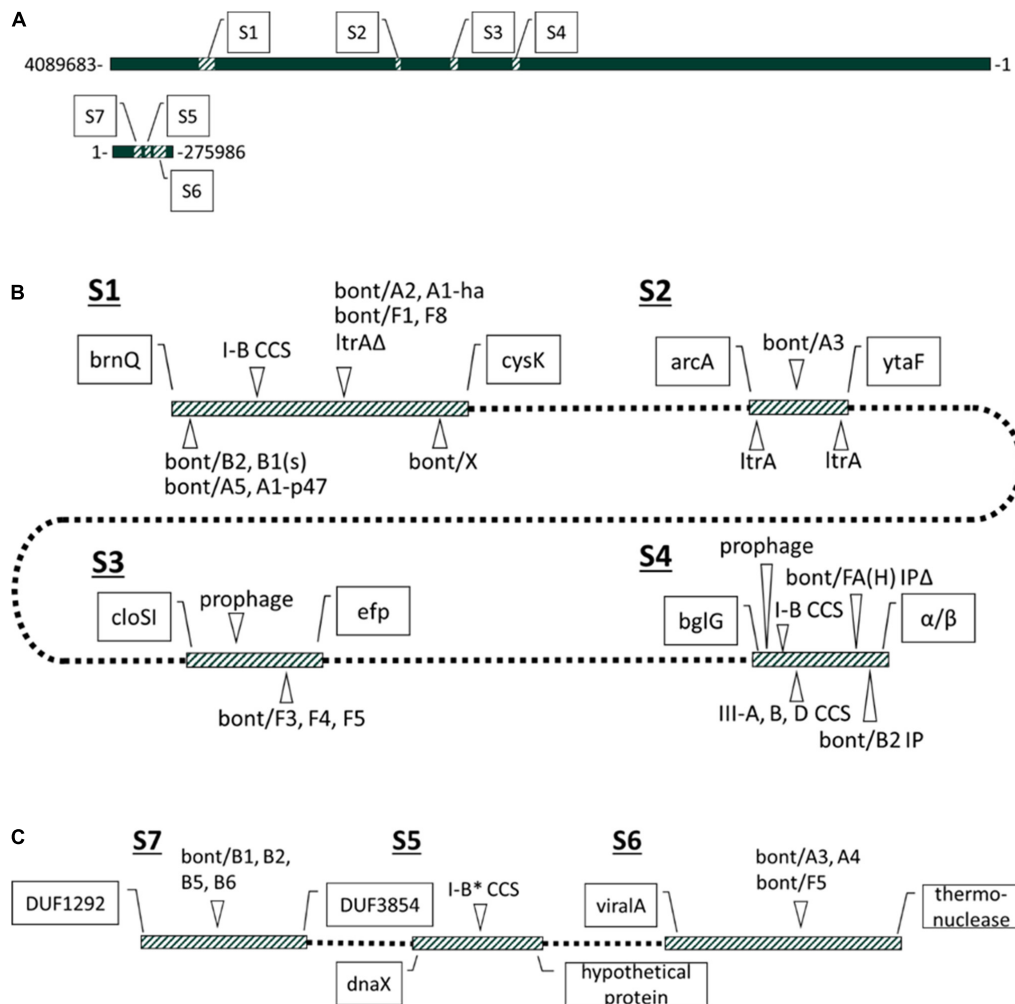 A
S1
S2
S3
S4
4089683-
-1
S7
S5
1-
-275986
S6
B
S1
bont/A2, A1-ha
bont/F1, F8
ltrAΔ
S2
brnQ
I-B CCS
cysK
arcA
bont/A3
ytaF
bont/B2, B1(s)
bont/A5, A1-p47
bont/X
ltrA
ltrA
S3
S4
prophage
cloSI
prophage
efp
bglG
bont/FA(H) IPΔ
I-B CCS
α/β
bont/F3, F4, F5
III-A, B, D CCS
bont/B2 IP
C
S7
S5
S6
DUF1292
bont/B1, B2,
B5, B6
DUF3854
I-B* CCS
viralA
bont/A3, A4
bont/F5
thermo-
nuclease
dnaX
hypothetical
protein